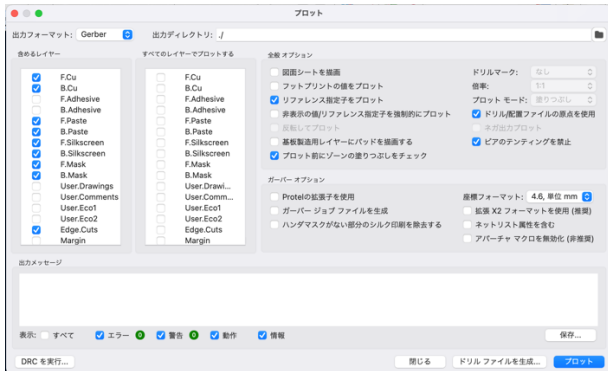 プロット
出力フォーマット: Gerber 出力ディレクトリ: ./
含めるレイヤー
F.Cu
B.Cu
F.Adhesive
B.Adhesive
F.Paste
B.Paste
F.Silkscreen
B.Silkscreen
F.Mask
B.Mask
User.Drawings
User.Comments
User.Eco1
User.Eco2
Edge.Cuts
Margin
すべてのレイヤーでプロットする
F.Cu
B.Cu
F.Adhesive
B.Adhesive
F.Paste
B.Paste
F.Silkscreen
B.Silkscreen
F.Mask
B.Mask
User.Drawi...
User.Comm...
User.Eco1
User.Eco2
Edge.Cuts
Margin
全般 オプション
図面シートを描画
フットプリントの値をプロット
リファレンス指定子をプロット
非表示の値/リファレンス指定子を強制的にプロット
反転してプロット
基板製造用レイヤーにパッドを描画する
プロット前にゾーンの塗りつぶしをチェック
ドリルマーク: なし
倍率: 1:1
プロット モード: 塗りつぶし
ドリル/配置ファイルの原点を使用
ネガ出力プロット
ビアのテンティングを禁止
ガーバー オプション
Protelの拡張子を使用
ガーバー ジョブ ファイルを生成
ハンダマスクがない部分のシルク印刷を除去する
座標フォーマット: 4.6, 単位 mm
拡張 X2 フォーマットを使用 (推奨)
ネットリスト属性を含む
アパーチャ マクロを無効化 (非推奨)
出力メッセージ
表示: すべて エラー 0 警告 0 動作 情報 保存...
DRC を実行... 閉じる ドリル ファイルを生成... プロット